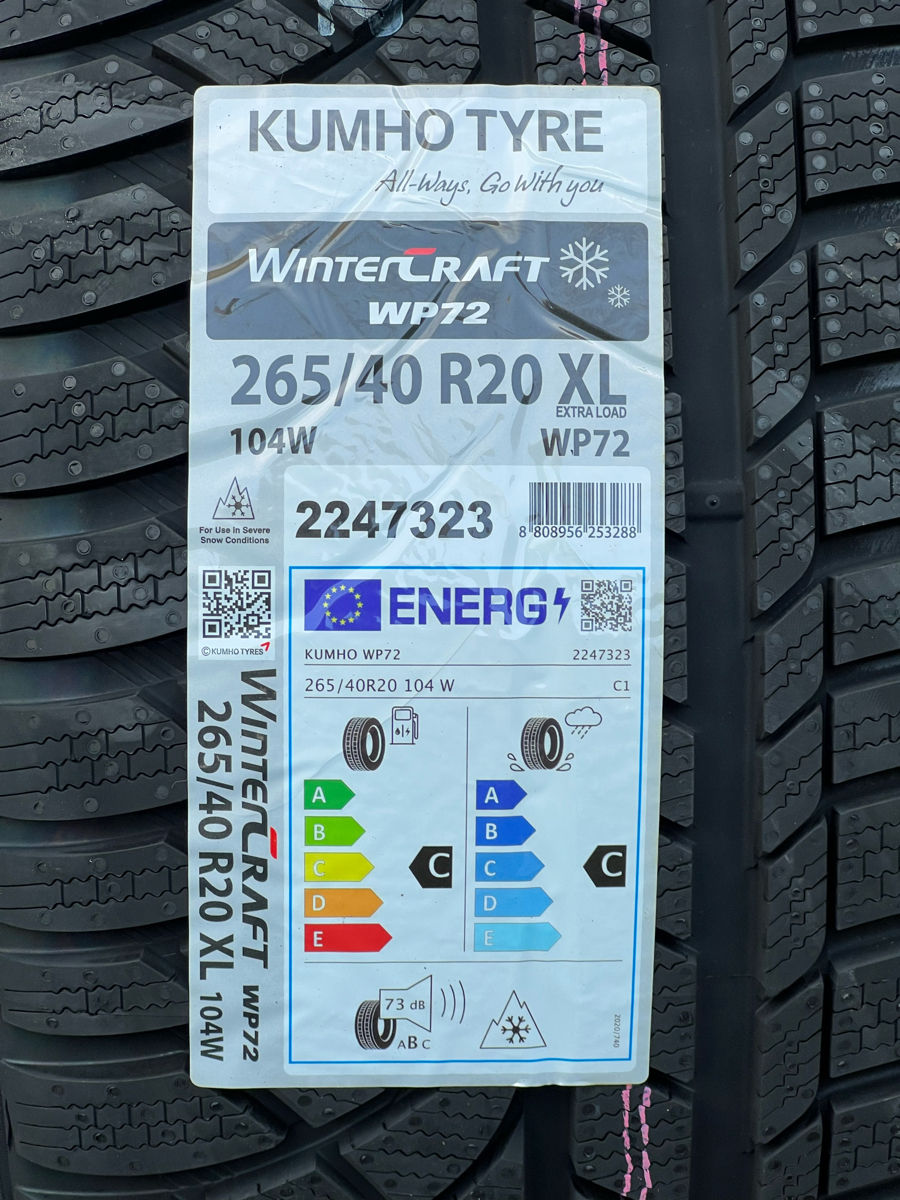 KUMHO TYRE
All-Ways, Go With you
WINTERCRAFT
WP72
265/40 R20 XL
EXTRA LOAD
104W WP72
For Use In Severe
Snow Conditions
2247323
8 808956 253288
©KUMHO TYRES
ENERG
KUMHO WP72 2247323
265/40R20 104 W C1
A
B
C
D
E
C
A
B
C
D
E
C
73 dB
ABC
2020/740
WINTERCRAFT WP72
265/40 R20 XL 104W